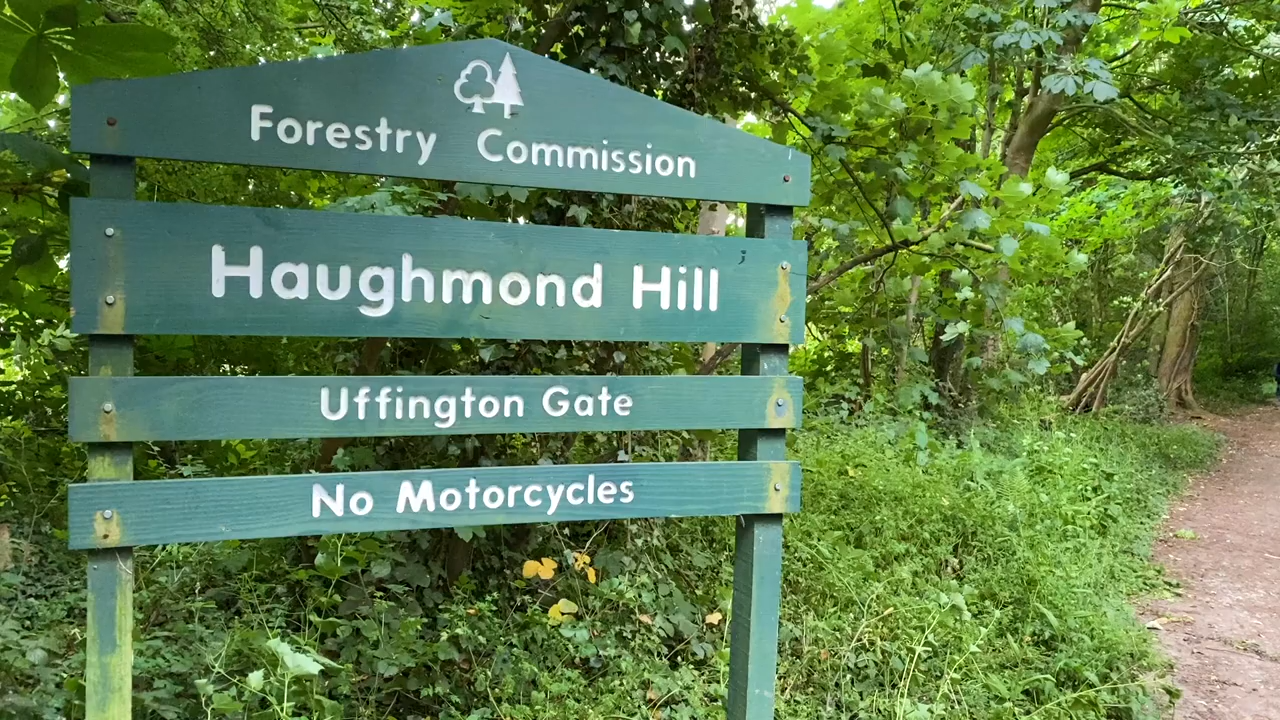 Forestry Commission
Haughmond Hill
Uffington Gate
No Motorcycles